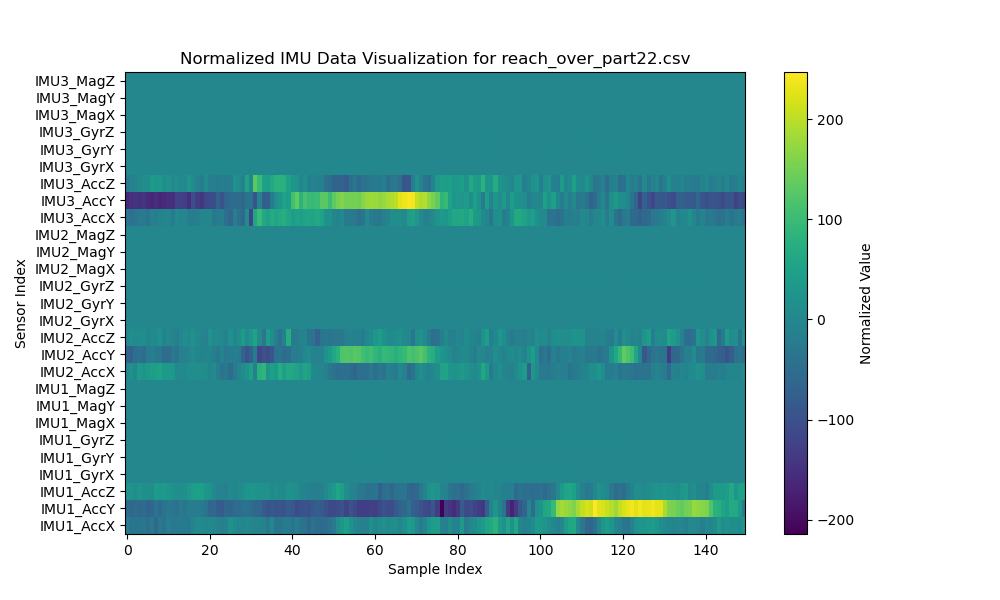 Normalized IMU Data Visualization for reach_over_part22.csv
IMU3_MagZ
IMU3_MagY
IMU3_MagX
IMU3_GyrZ
IMU3_GyrY
IMU3_GyrX
IMU3_AccZ
IMU3_AccY
IMU3_AccX
IMU2_MagZ
IMU2_MagY
IMU2_MagX
IMU2_GyrZ
IMU2_GyrY
IMU2_GyrX
IMU2_AccZ
IMU2_AccY
IMU2_AccX
IMU1_MagZ
IMU1_MagY
IMU1_MagX
IMU1_GyrZ
IMU1_GyrY
IMU1_GyrX
IMU1_AccZ
IMU1_AccY
IMU1_AccX
Sensor Index
0 20 40 60 80 100 120 140
Sample Index
200
100
0
−100
−200
Normalized Value